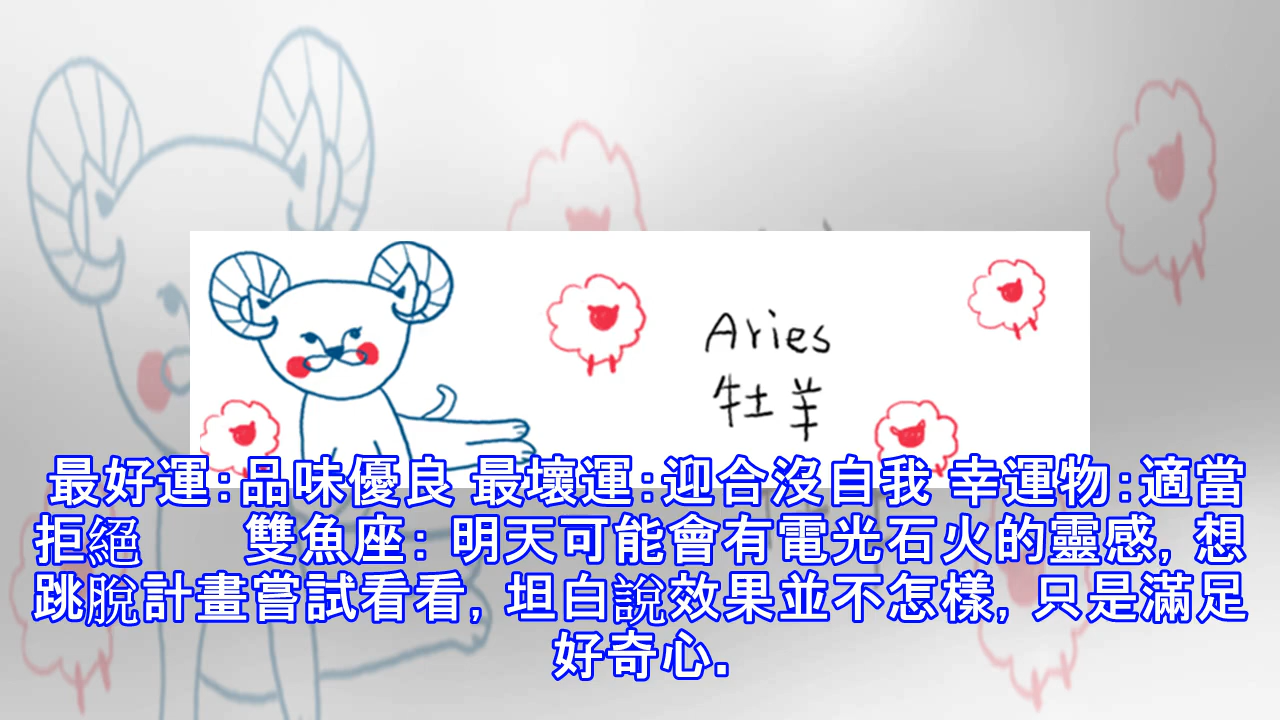 Aries
牡羊
最好運:品味優良 最壞運:迎合沒自我 幸運物:適當
拒絕 雙魚座: 明天可能會有電光石火的靈感, 想
跳脫計畫嘗試看看, 坦白說效果並不怎樣, 只是滿足
好奇心.